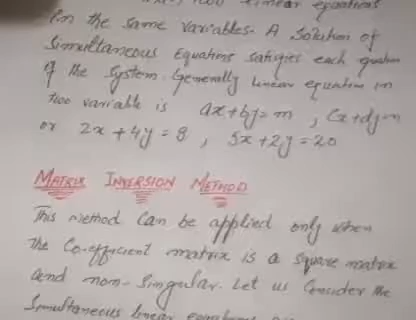 linear equations
in the same variables. A Solution of
Simultaneous Equations satisfies each equation
of the System. Generally linear equation in
two variable is ax+by=m , Cx+dy=n
or 2x+4y=8 , 5x+2y=20
MATRIX INVERSION METHOD
This method Can be applied only when
the Co-efficient matrix is a square matrix
and non-Singular. Let us Consider the
Simultaneous linear equations